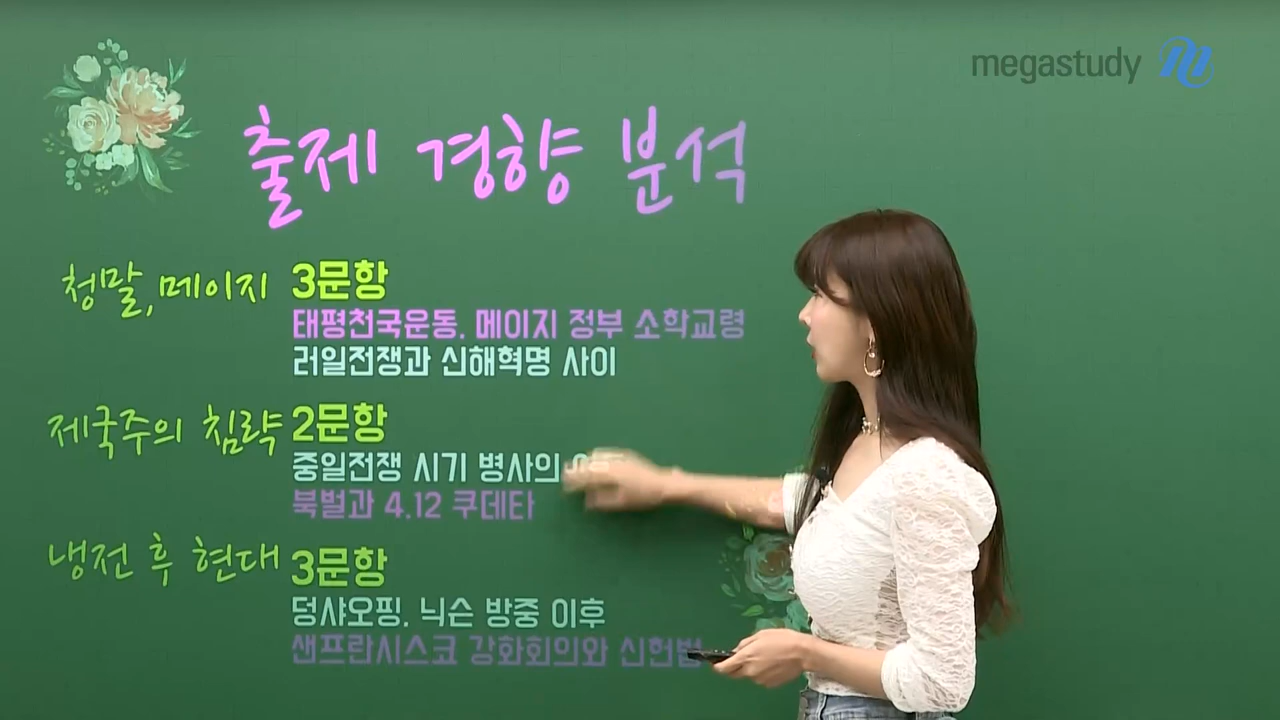 megastudy
출제 경향 분석
청말,메이지 3문항
태평천국운동, 메이지 정부 소학교령
러일전쟁과 신해혁명 사이
제국주의 침략 2문항
중일전쟁 시기 병사의
북벌과 4.12 쿠데타
냉전 후 현대 3문항
덩샤오핑, 닉슨 방중 이후
샌프란시스코 강화회의와 신헌법